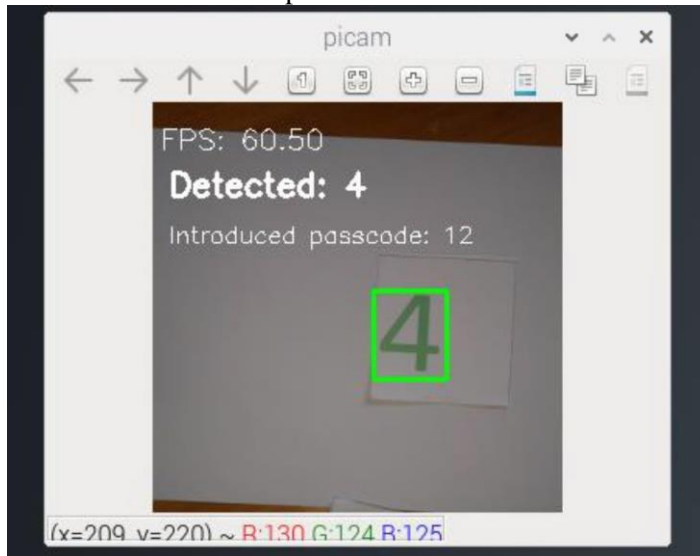 picam
FPS: 60.50
Detected: 4
Introduced passcode: 12
4
(x=209, y=220) ~ R:130 G:124 B:125